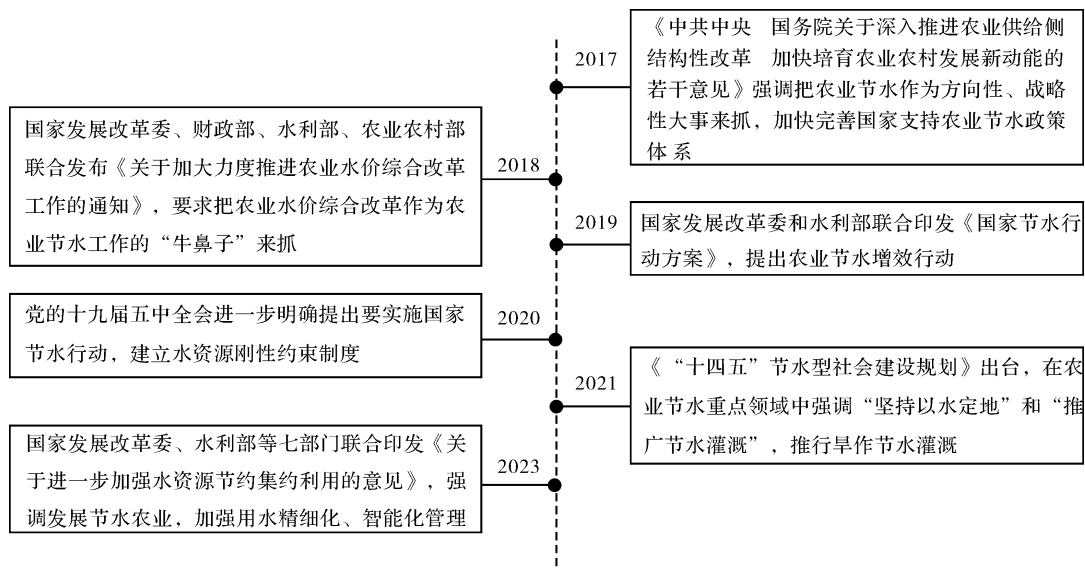 2017
《中共中央　国务院关于深入推进农业供给侧
结构性改革　加快培育农业农村发展新动能的
若干意见》强调把农业节水作为方向性、战略
性大事来抓，加快完善国家支持农业节水政策
体系
2018
国家发展改革委、财政部、水利部、农业农村部
联合发布《关于加大力度推进农业水价综合改革
工作的通知》，要求把农业水价综合改革作为农
业节水工作的“牛鼻子”来抓
2019
国家发展改革委和水利部联合印发《国家节水行
动方案》，提出农业节水增效行动
2020
党的十九届五中全会进一步明确提出要实施国家
节水行动，建立水资源刚性约束制度
2021
《“十四五”节水型社会建设规划》出台，在农
业节水重点领域中强调“坚持以水定地”和“推
广节水灌溉”，推行旱作节水灌溉
2023
国家发展改革委、水利部等七部门联合印发《关
于进一步加强水资源节约集约利用的意见》，强
调发展节水农业，加强用水精细化、智能化管理